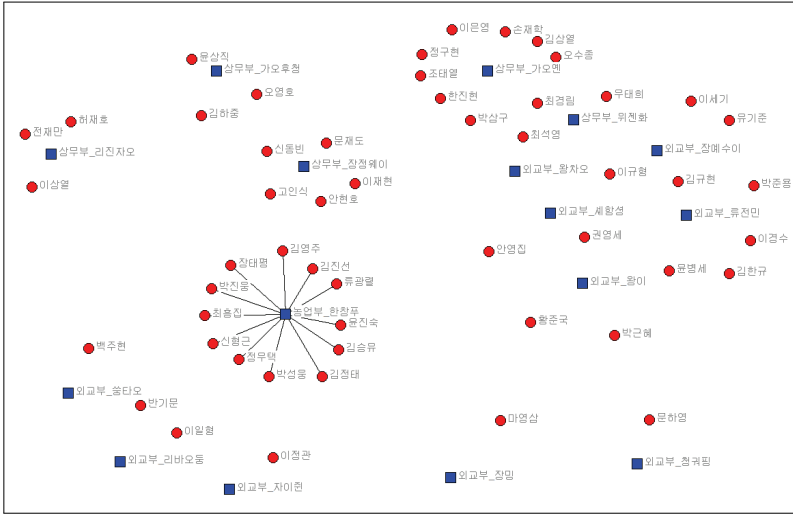 이믄영
손재학
김상열
정구현
오수종
윤상직
상무부_가오후청
조태열
상무부_가오옌
오영호
한진현
최경림
무태희
이세기
김하중
박삼구
상무부_위젠화
유기준
허재호
전재만
최석영
문재도
신동빈
상무부_리진자오
외교부_장예수이
상무부_장정웨이
외교부_왕차오
이규형
이삼열
이재현
김규현
박준용
고인식
안현호
외교부_셰황셩
외교부_류전민
권영세
이경수
김영주
안영집
장태평
김진선
윤병세
김한규
류광렬
외교부_왕이
박진웅
최홍집
농업부_한창푸
윤진숙
황준국
박근혜
신형근
백주현
김승유
정무택
박성웅
김정태
외교부_쑹타오
반기문
마영삼
문하영
이일혐
이정관
외교부_리바오둥
외교부_청궈핑
외교부_장밍
외교부_자이쥔